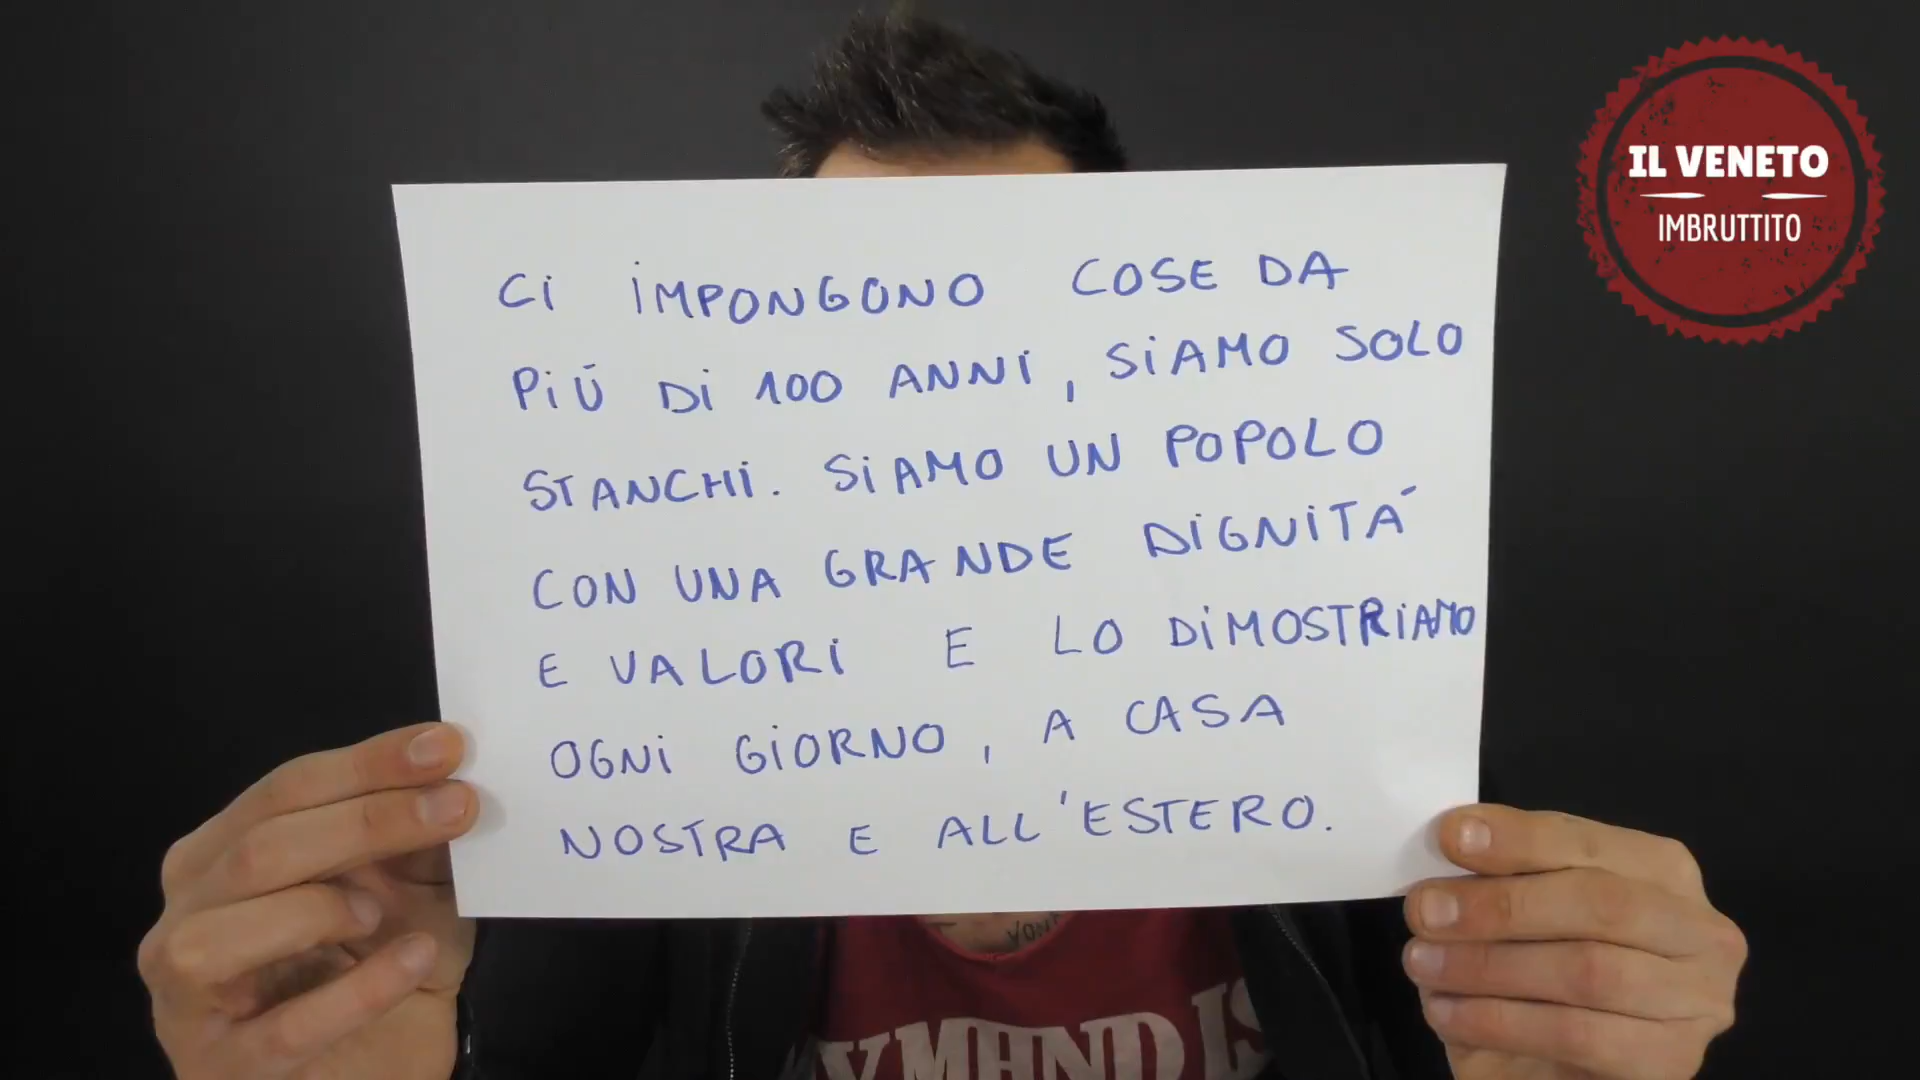 CI IMPONGONO COSE DA
PIÙ DI 100 ANNI, SIAMO SOLO
STANCHI. SIAMO UN POPOLO
CON UNA GRANDE DIGNITÀ
E VALORI E LO DIMOSTRIAMO
OGNI GIORNO, A CASA
NOSTRA E ALL'ESTERO.
IL VENETO
IMBRUTTITO